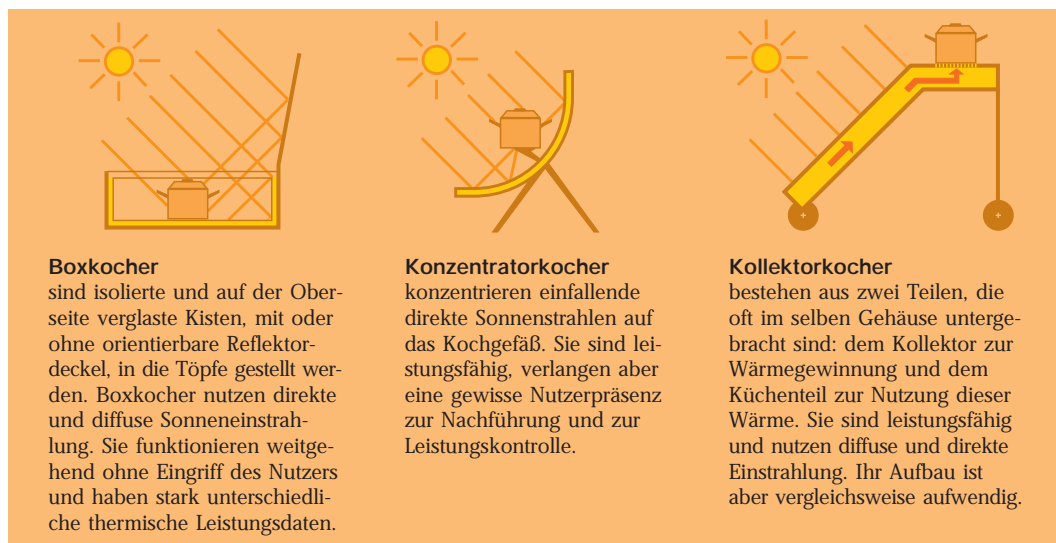 Boxkocher
sind isolierte und auf der Ober-
seite verglaste Kisten, mit oder
ohne orientierbare Reflektor-
deckel, in die Töpfe gestellt wer-
den. Boxkocher nutzen direkte
und diffuse Sonneneinstrah-
lung. Sie funktionieren weitge-
hend ohne Eingriff des Nutzers
und haben stark unterschiedli-
che thermische Leistungsdaten.
Konzentratorkocher
konzentrieren einfallende
direkte Sonnenstrahlen auf
das Kochgefäß. Sie sind lei-
stungsfähig, verlangen aber
eine gewisse Nutzerpräsenz
zur Nachführung und zur
Leistungskontrolle.
Kollektorkocher
bestehen aus zwei Teilen, die
oft im selben Gehäuse unterge-
bracht sind: dem Kollektor zur
Wärmegewinnung und dem
Küchenteil zur Nutzung dieser
Wärme. Sie sind leistungsfähig
und nutzen diffuse und direkte
Einstrahlung. Ihr Aufbau ist
aber vergleichsweise aufwendig.